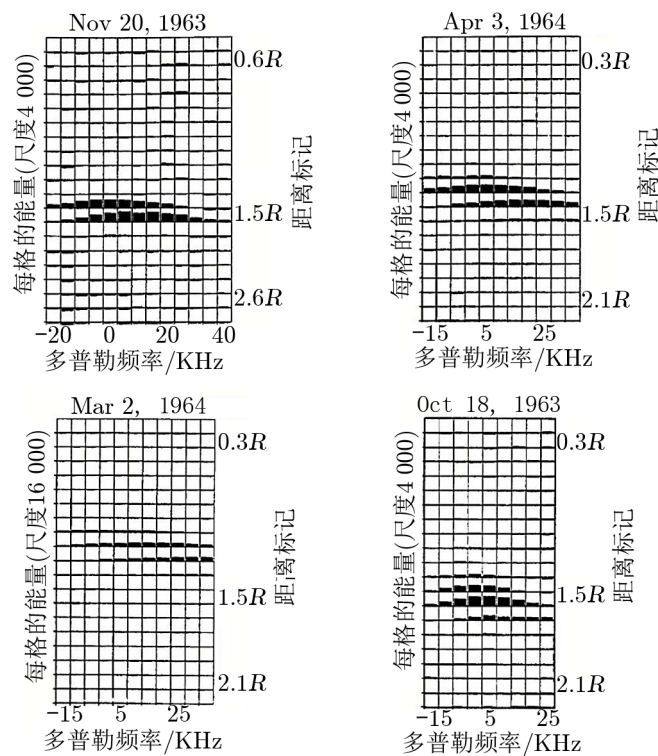 Nov 20, 1963
每格的能量(尺度4 000)
0.6R
1.5R
2.6R
距离标记
-20 0 20 40
多普勒频率/KHz
Apr 3, 1964
每格的能量(尺度4 000)
0.3R
1.5R
2.1R
距离标记
-15 5 25
多普勒频率/KHz
Mar 2, 1964
每格的能量(尺度16 000)
0.3R
1.5R
2.1R
距离标记
-15 5 25
多普勒频率/KHz
Oct 18, 1963
每格的能量(尺度4 000)
0.3R
1.5R
2.1R
距离标记
-15 5 25
多普勒频率/KHz